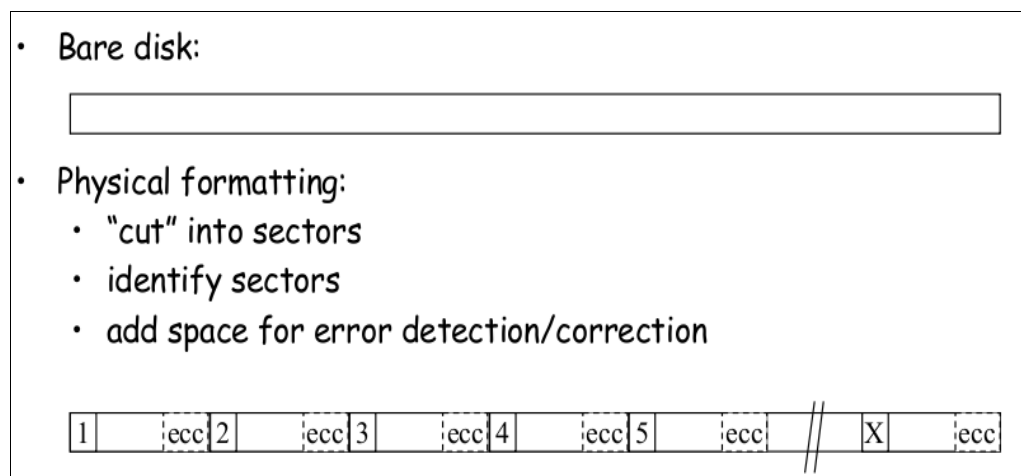 • Bare disk:
• Physical formatting:
• "cut" into sectors
• identify sectors
• add space for error detection/correction
1 ecc 2 ecc 3 ecc 4 ecc 5 ecc X ecc